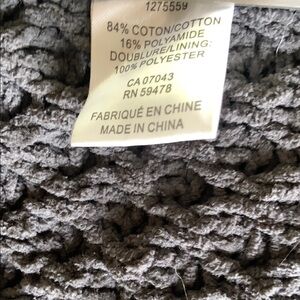 1275559
84% COTON/COTTON
16% POLYAMIDE
DOUBLURE/LINING:
100% POLYESTER
CA 07043
RN 59478
FABRIQUÉ EN CHINE
MADE IN CHINA